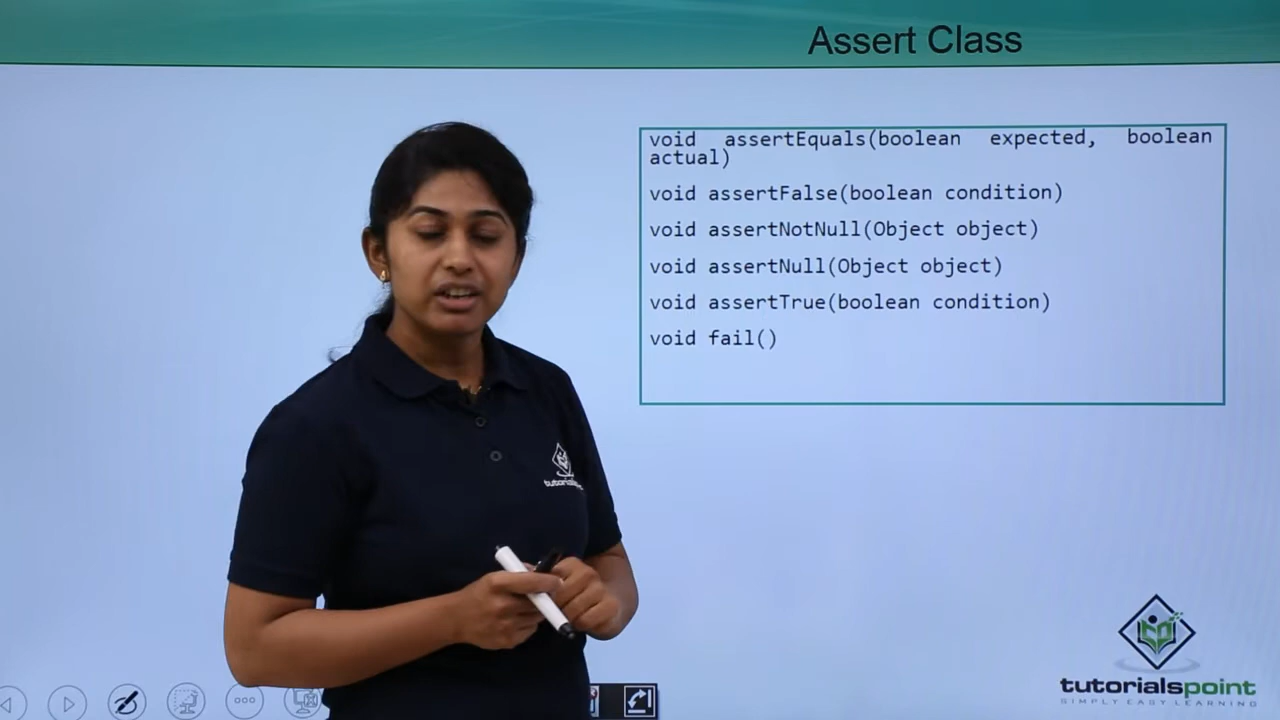 Assert Class
void assertEquals(boolean expected, boolean
actual)
void assertFalse(boolean condition)
void assertNotNull(Object object)
void assertNull(Object object)
void assertTrue(boolean condition)
void fail()
tutorialspoint
SIMPLY EASY LEARNING